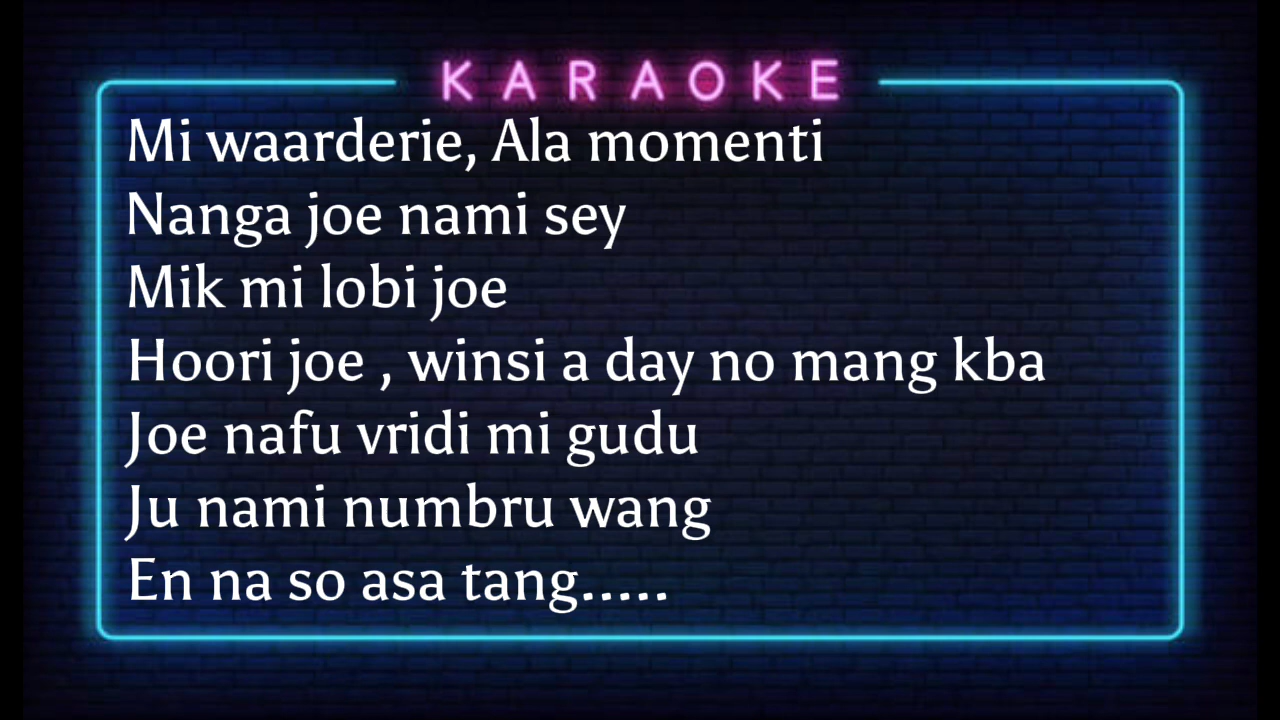 KARAOKE
Mi waarderie, Ala momenti
Nanga joe nami sey
Mik mi lobi joe
Hoori joe , winsi a day no mang kba
Joe nafu vridi mi gudu
Ju nami numbru wang
En na so asa tang.....